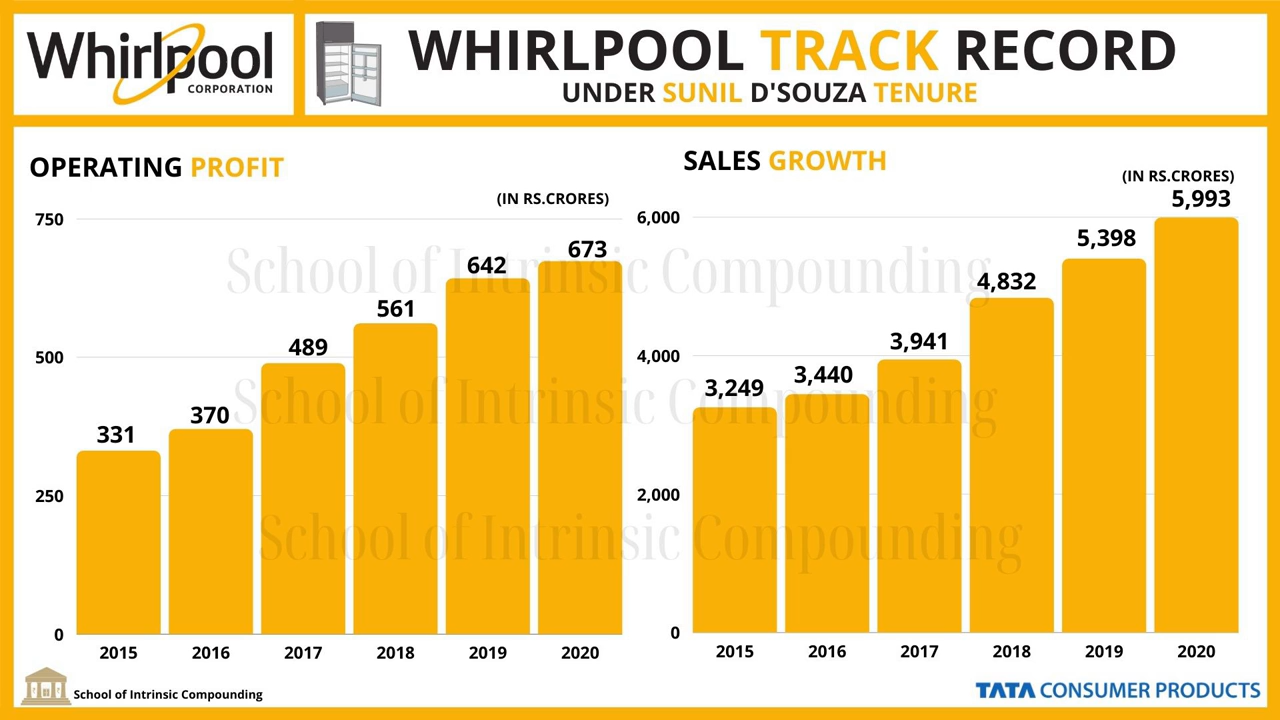 Whirlpool
CORPORATION
WHIRLPOOL TRACK RECORD
UNDER SUNIL D'SOUZA TENURE
OPERATING PROFIT
(IN RS.CRORES)
750
500
250
0
331
370
489
561
642
673
2015
2016
2017
2018
2019
2020
SALES GROWTH
(IN RS.CRORES)
6,000
4,000
2,000
0
3,249
3,440
3,941
4,832
5,398
5,993
2015
2016
2017
2018
2019
2020
School of Intrinsic Compounding
School of Intrinsic Compounding
School of Intrinsic Compounding
School of Intrinsic Compounding
TATA CONSUMER PRODUCTS